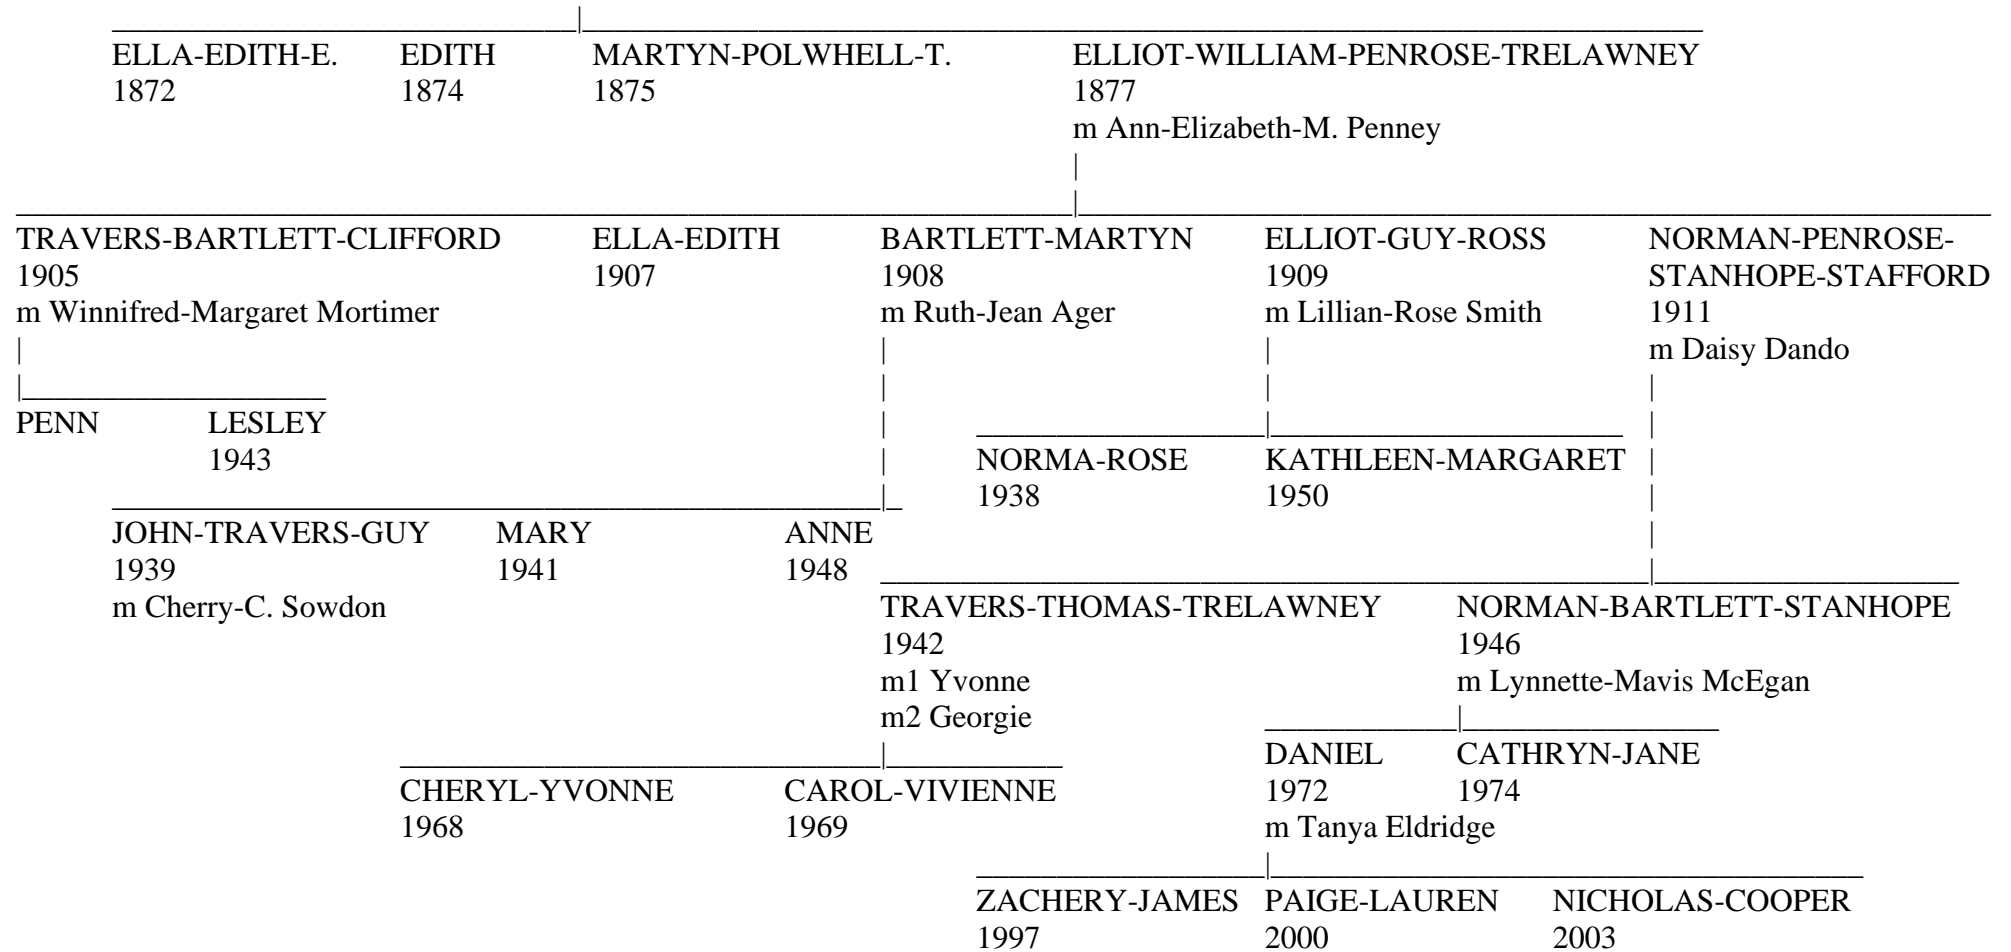 ELLA-EDITH-E. EDITH MARTYN-POLWHELL-T. ELLIOT-WILLIAM-PENROSE-TRELAWNEY
1872 1874 1875 1877
m Ann-Elizabeth-M. Penney
TRAVERS-BARTLETT-CLIFFORD ELLA-EDITH BARTLETT-MARTYN ELLIOT-GUY-ROSS NORMAN-PENROSE-
1905 1907 1908 1909 STANHOPE-STAFFORD
m Winnifred-Margaret Mortimer m Ruth-Jean Ager m Lillian-Rose Smith 1911
m Daisy Dando
PENN LESLEY
1943 NORMA-ROSE KATHLEEN-MARGARET
1938 1950
JOHN-TRAVERS-GUY MARY ANNE
1939 1941 1948
m Cherry-C. Sowdon TRAVERS-THOMAS-TRELAWNEY NORMAN-BARTLETT-STANHOPE
1942 1946
m1 Yvonne m Lynnette-Mavis McEgan
m2 Georgie
DANIEL CATHRYN-JANE
CHERYL-YVONNE CAROL-VIVIENNE 1972 1974
1968 1969 m Tanya Eldridge
ZACHERY-JAMES PAIGE-LAUREN NICHOLAS-COOPER
1997 2000 2003